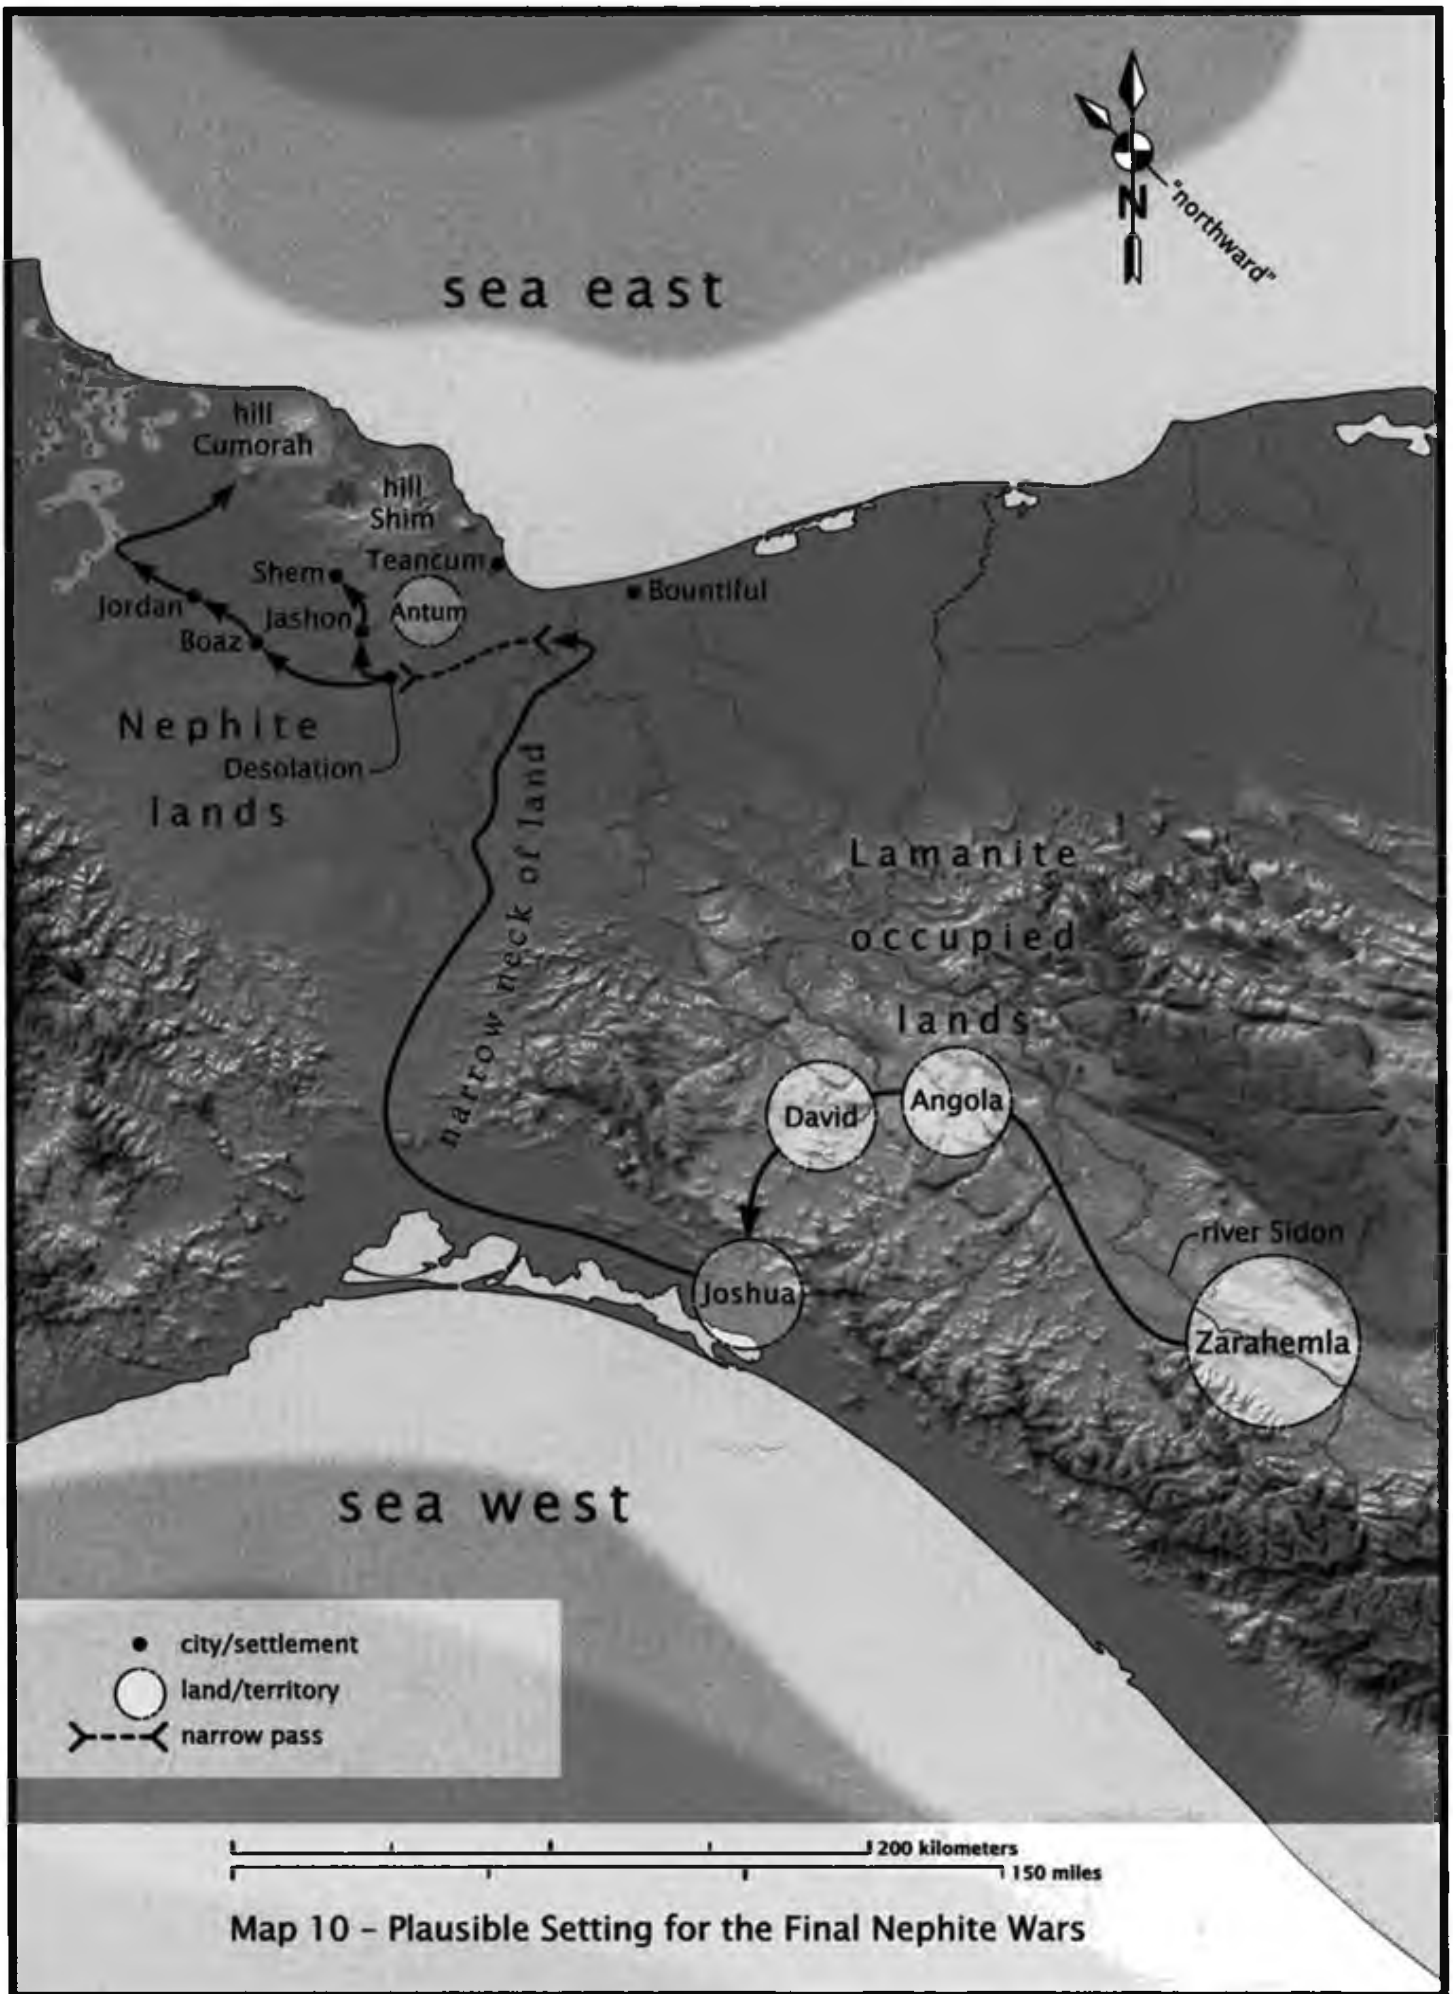 N
"northward"
sea east
hill
Cumorah
hill
Shim
Teancum
Shem
Bountiful
Jordan
Jashon
Antum
Boaz
Nephite
Desolation
lands
narrow neck of land
Lamanite
occupied
lands
David
Angola
river Sidon
Joshua
Zarahemla
sea west
city/settlement
land/territory
narrow pass
200 kilometers
150 miles
Map 10 – Plausible Setting for the Final Nephite Wars